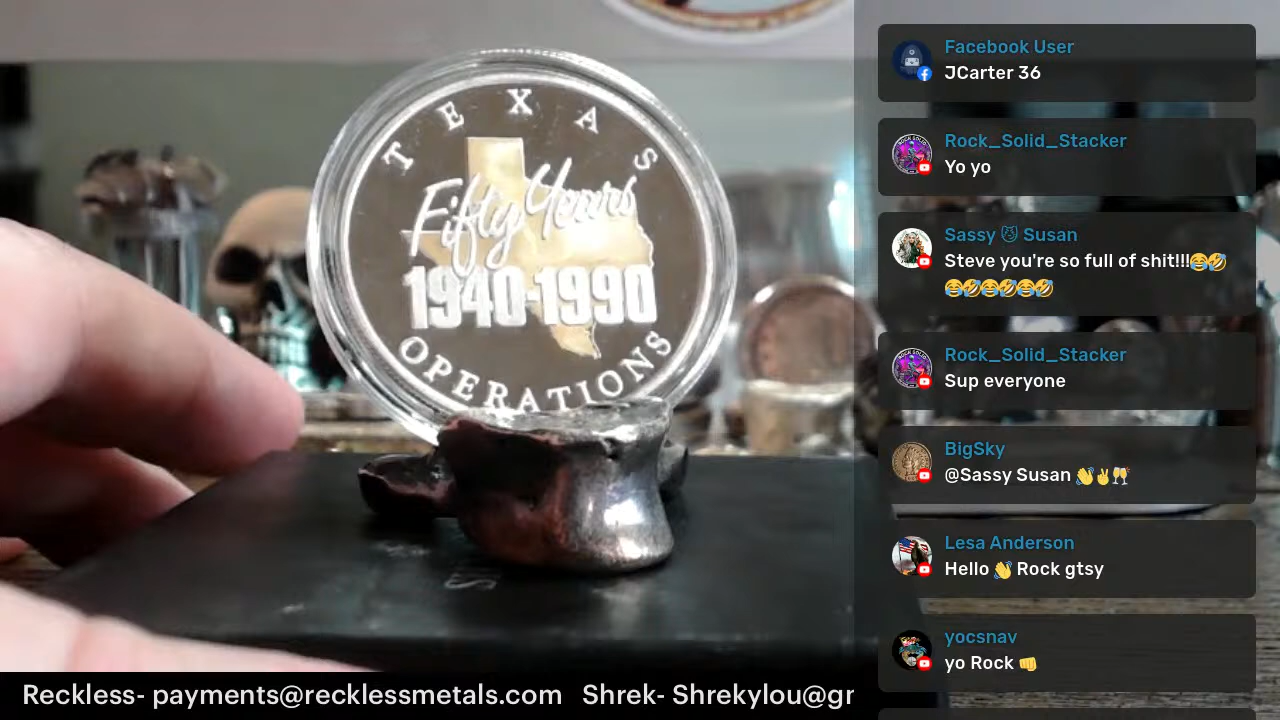 TEXAS
Fifty Years
1940-1990
OPERATIONS
Reckless- payments@recklessmetals.com Shrek- Shrekylou@gr
Facebook User
JCarter 36
Rock_Solid_Stacker
Yo yo
Sassy 😼 Susan
Steve you're so full of shit!!!😂🤣
😂🤣😂🤣😂🤣
Rock_Solid_Stacker
Sup everyone
BigSky
@Sassy Susan 👋✌️🥂
Lesa Anderson
Hello 👋 Rock gtsy
yocsnav
yo Rock 👊